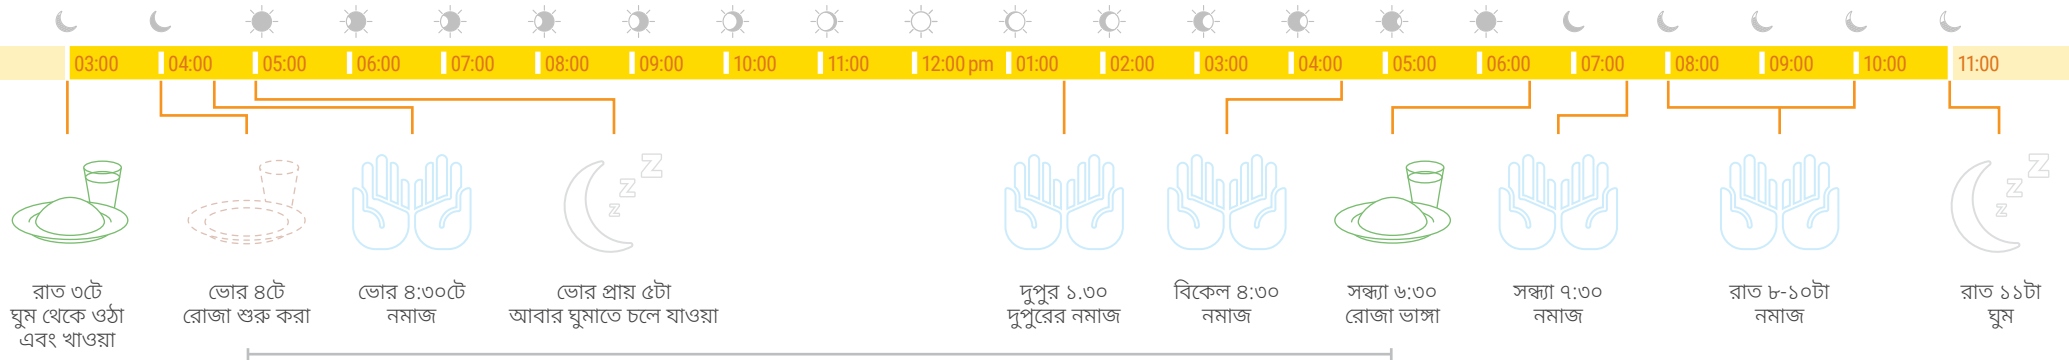 03:00 04:00 05:00 06:00 07:00 08:00 09:00 10:00 11:00 12:00 pm 01:00 02:00 03:00 04:00 05:00 06:00 07:00 08:00 09:00 10:00 11:00
Z
Z
Z
Z
Z
Z
রাত ৩টে
ঘুম থেকে ওঠা
এবং খাওয়া
ভোর ৪টে
রোজা শুরু করা
ভোর ৪:৩০টে
নমাজ
ভোর প্রায় ৫টা
আবার ঘুমাতে চলে যাওয়া
দুপুর ১.৩০
দুপুরের নমাজ
বিকেল ৪:৩০
নমাজ
সন্ধ্যা ৬:৩০
রোজা ভাঙ্গা
সন্ধ্যা ৭:৩০
নমাজ
রাত ৮-১০টা
নমাজ
রাত ১১টা
ঘুম